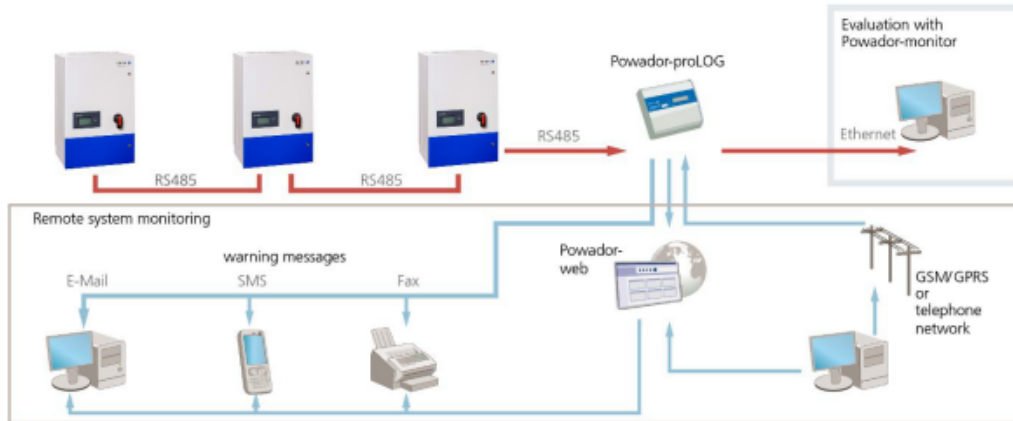 Evaluation with
Powador-monitor
Powador-proLOG
RS485
Ethernet
RS485
RS485
Remote system monitoring
warning messages
E-Mail
SMS
Fax
Powador-
web
GSM/GPRS
or
telephone
network